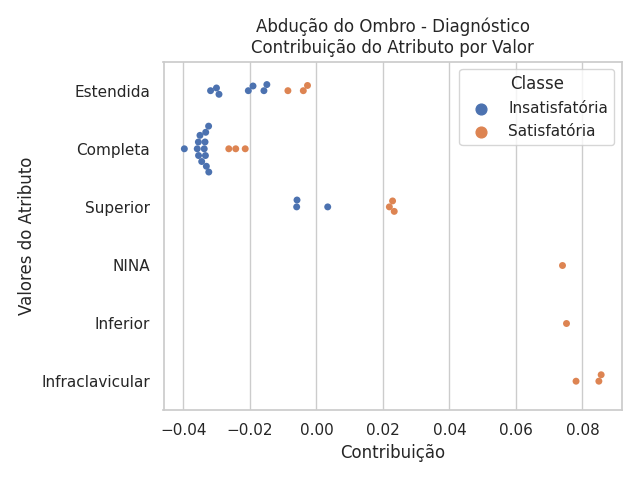 Abdução do Ombro - Diagnóstico
Contribuição do Atributo por Valor
Classe
Insatisfatória
Satisfatória
Valores do Atributo
Estendida
Completa
Superior
NINA
Inferior
Infraclavicular
−0.04 −0.02 0.00 0.02 0.04 0.06 0.08
Contribuição